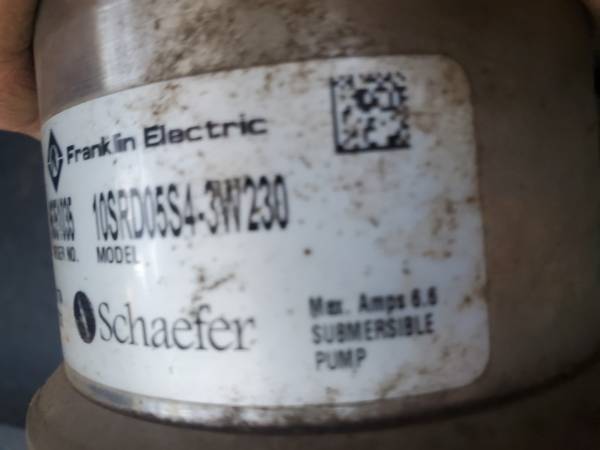 Franklin Electric
10SRD05S4-3W230
MODEL
Schaefer
Max. Amps 6.6
SUBMERSIBLE
PUMP